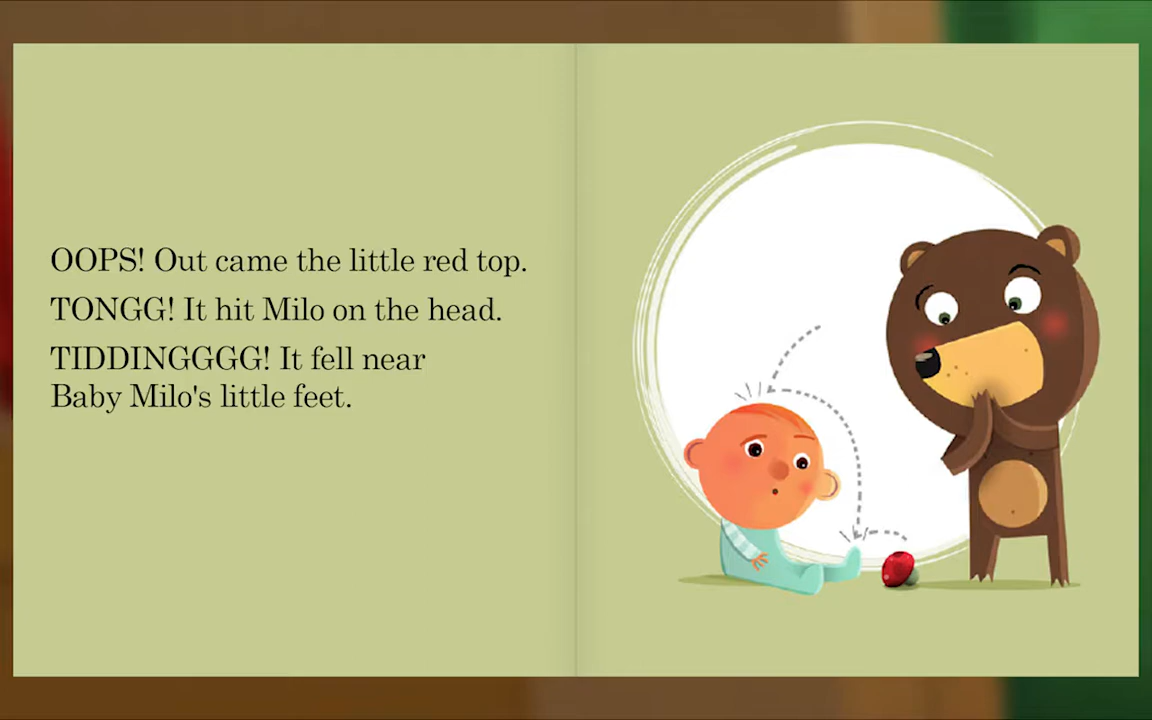 OOPS! Out came the little red top.
TONGG! It hit Milo on the head.
TIDDINGGGG! It fell near
Baby Milo's little feet.